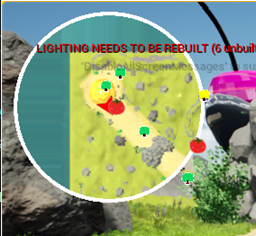 LIGHTING NEEDS TO BE REBUILT (6 unbuilt
'DisableAllScreenMessages' to su